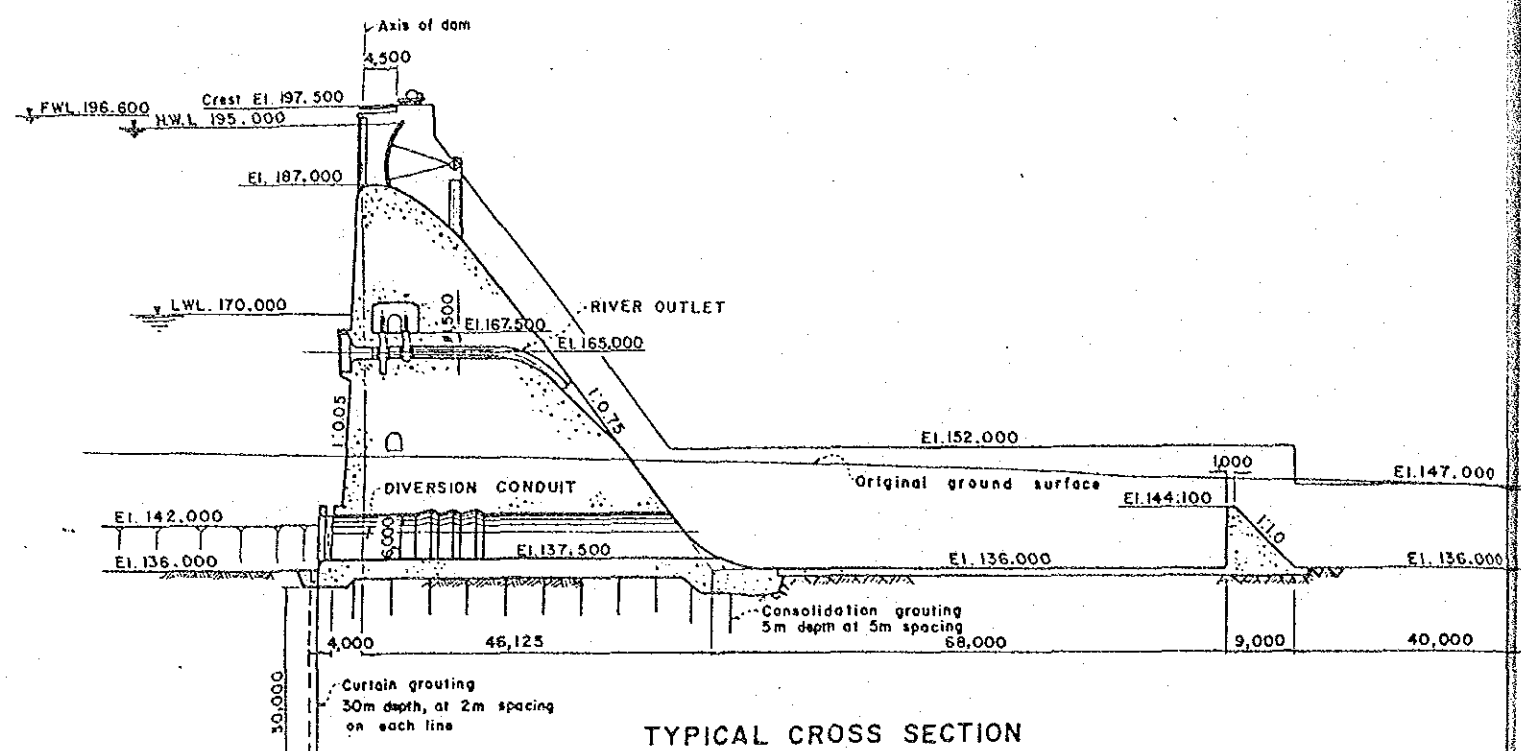 Axis of dam
4,500
Crest El. 197.500
FWL. 196.600
H.W.L 195.000
El. 187.000
LWL. 170.000
RIVER OUTLET
El.167.500
El.165.000
1:0.05
1:0.75
El.152.000
Original ground surface
1,000
El.147.000
El.144.100
1:1.0
DIVERSION CONDUIT
El. 142.000
6,000
El.137.500
El.136.000
El.136.000
El.136.000
Consolidation grouting
5m depth at 5m spacing
4,000
46,125
68,000
9,000
40,000
30,000
Curtain grouting
30m depth, at 2m spacing
on each line
TYPICAL CROSS SECTION